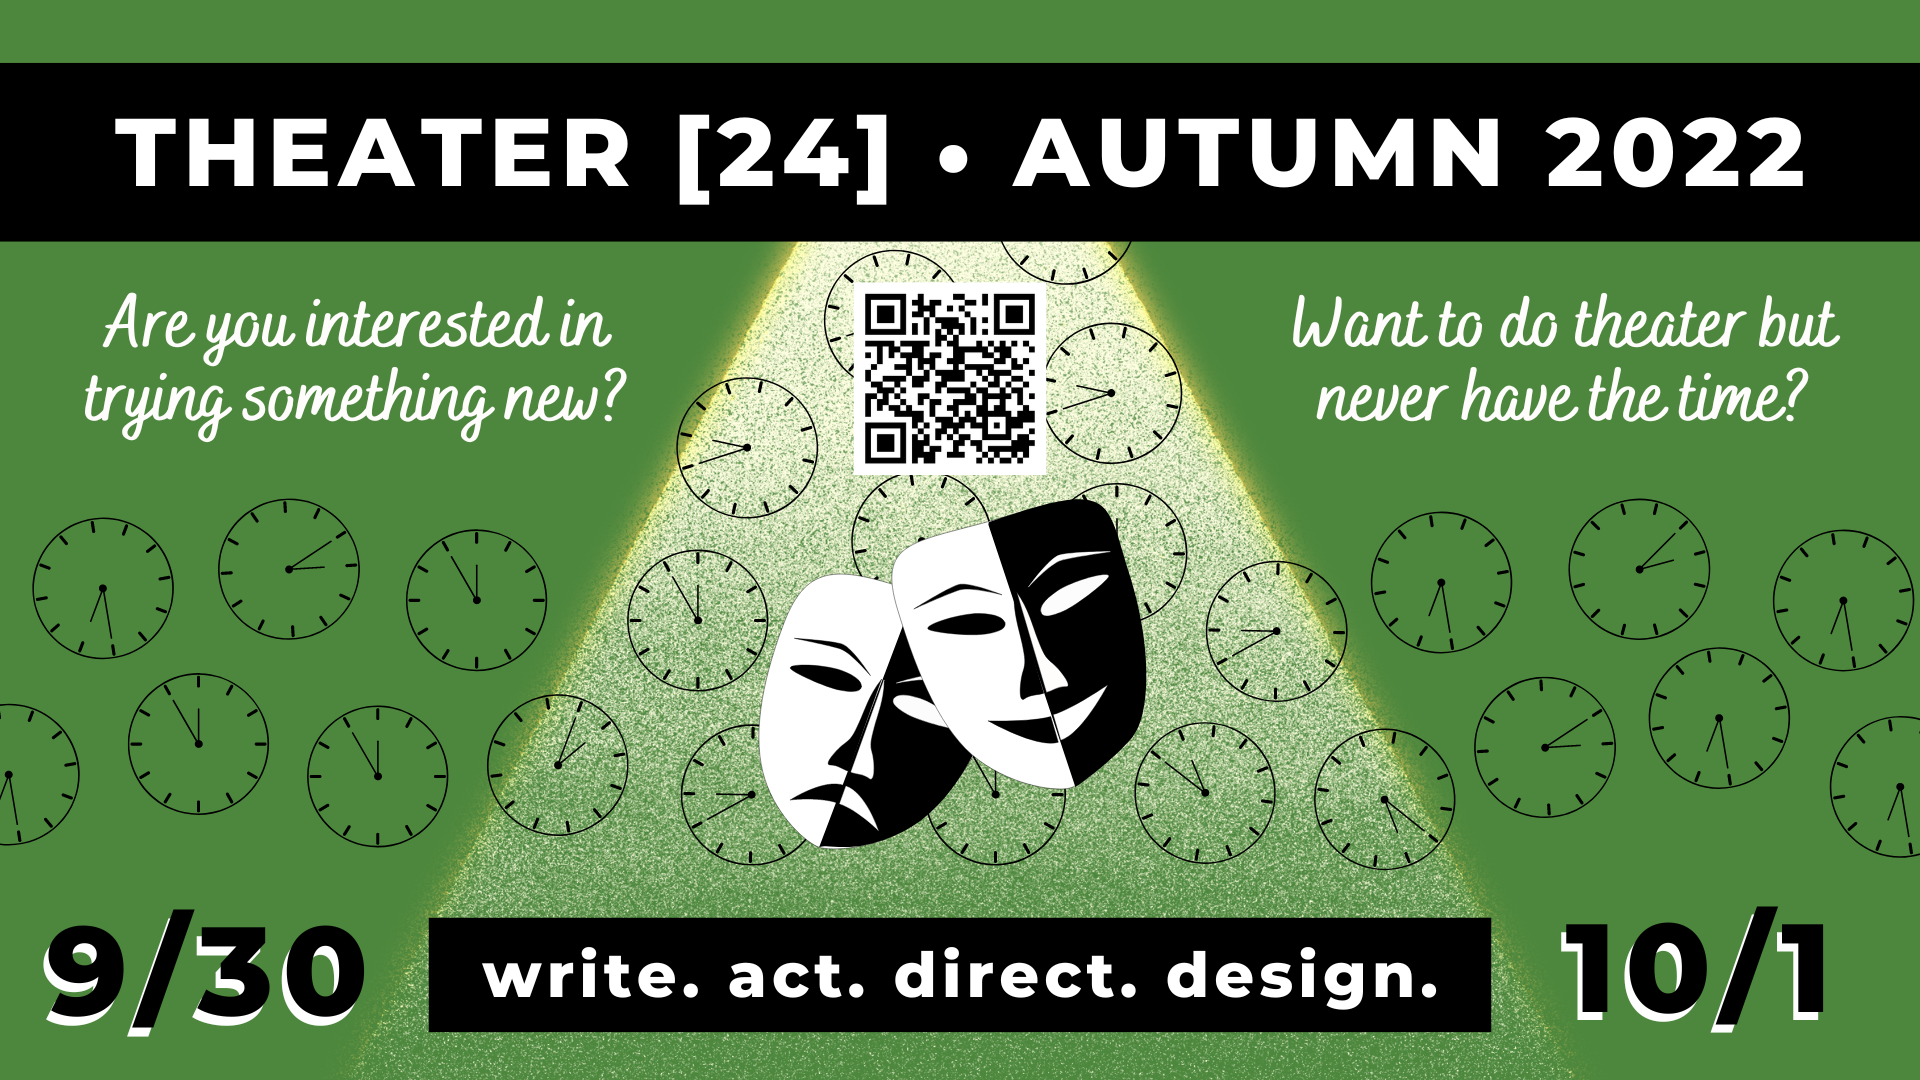 THEATER [24] • AUTUMN 2022
Are you interested in
trying something new?
Want to do theater but
never have the time?
9/30
write. act. direct. design.
10/1